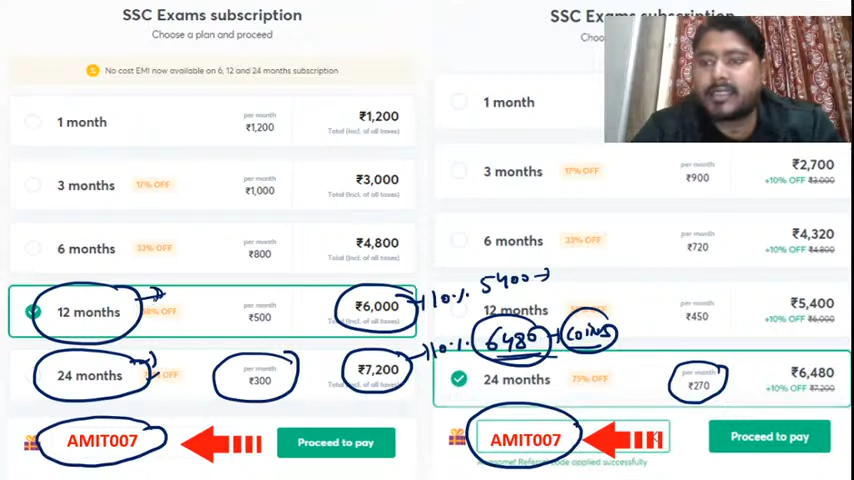 SSC Exams subscription
Choose a plan and proceed
No cost EMI now available on 6, 12 and 24 months subscription
1 month
per month
₹1,200
₹1,200
Total (Incl. of all taxes)
3 months
17% OFF
per month
₹1,000
₹3,000
Total (Incl. of all taxes)
6 months
33% OFF
per month
₹800
₹4,800
Total (Incl. of all taxes)
12 months
OFF
per month
₹500
₹6,000
Total (Incl. of all taxes)
24 months
OFF
per month
₹300
₹7,200
Total (Incl. of all taxes)
AMIT007
Proceed to pay
10% 5400
10% 6480 coins
SSC Exams subscription
1 month
3 months
17% OFF
per month
₹900
₹2,700
+10% OFF ₹3,000
6 months
33% OFF
per month
₹720
₹4,320
+10% OFF ₹4,800
12 months
per month
₹450
₹5,400
+10% OFF ₹6,000
24 months
75% OFF
per month
₹270
₹6,480
+10% OFF ₹7,200
AMIT007
Proceed to pay
Referral code applied successfully